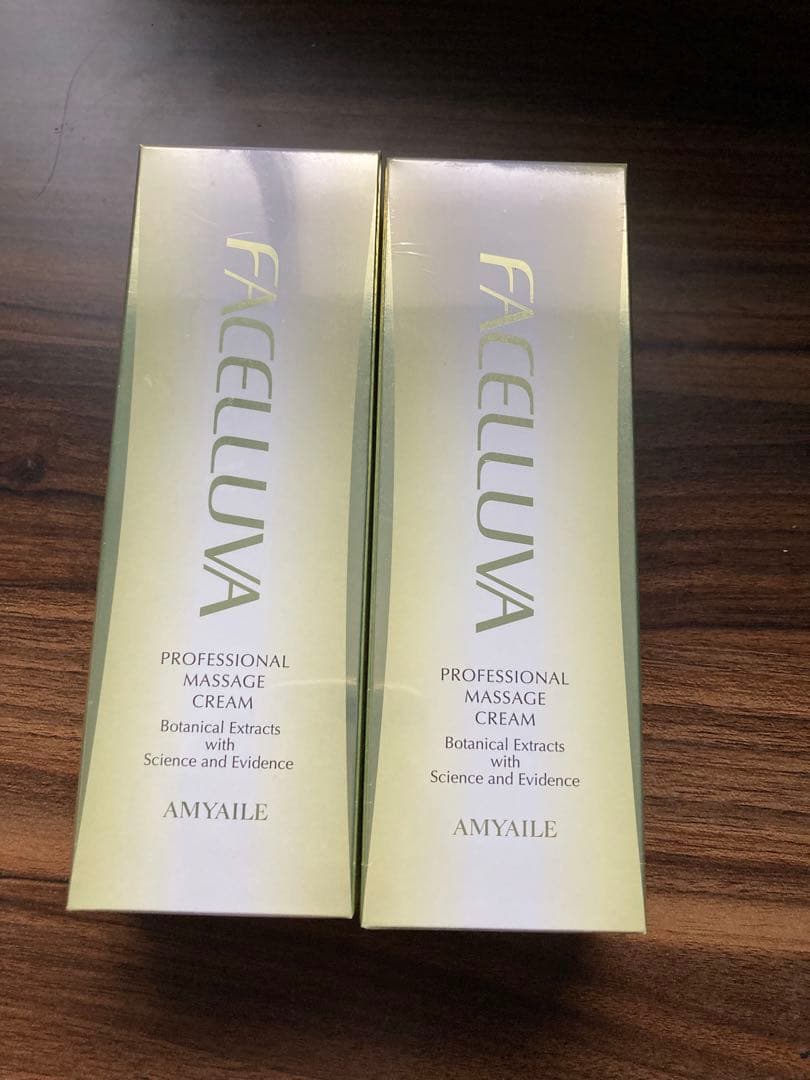 FACELLUVA
PROFESSIONAL
MASSAGE
CREAM
Botanical Extracts
with
Science and Evidence
AMYAILE
FACELLUVA
PROFESSIONAL
MASSAGE
CREAM
Botanical Extracts
with
Science and Evidence
AMYAILE